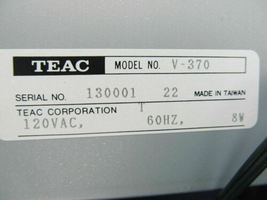 TEAC MODEL NO. V-370
SERIAL NO. 130001 22 MADE IN TAIWAN
TEAC CORPORATION T
120VAC, 60HZ, 8W